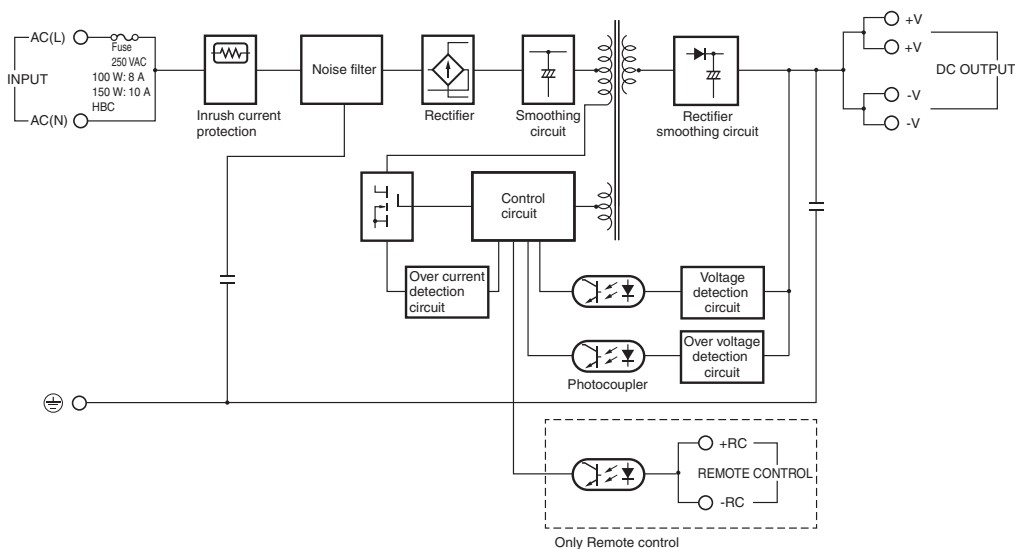 AC(L)
Fuse
250 VAC
100 W: 8 A
150 W: 10 A
HBC
INPUT
AC(N)
Inrush current
protection
Noise filter
Rectifier
Smoothing
circuit
Rectifier
smoothing circuit
+V
+V
DC OUTPUT
-V
-V
Control
circuit
Over current
detection
circuit
Voltage
detection
circuit
Over voltage
detection
circuit
Photocoupler
+RC
REMOTE CONTROL
-RC
Only Remote control